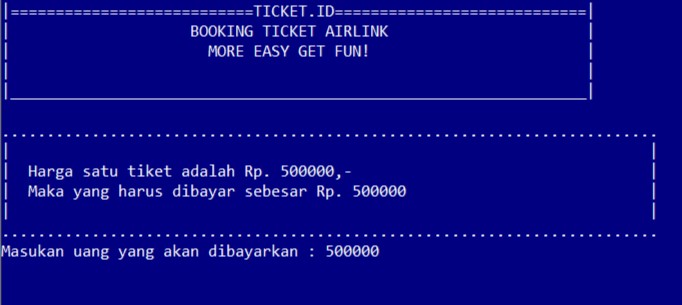 |===========================TICKET.ID============================|
BOOKING TICKET AIRLINK
MORE EASY GET FUN!
Harga satu tiket adalah Rp. 500000,-
Maka yang harus dibayar sebesar Rp. 500000
Masukan uang yang akan dibayarkan : 500000